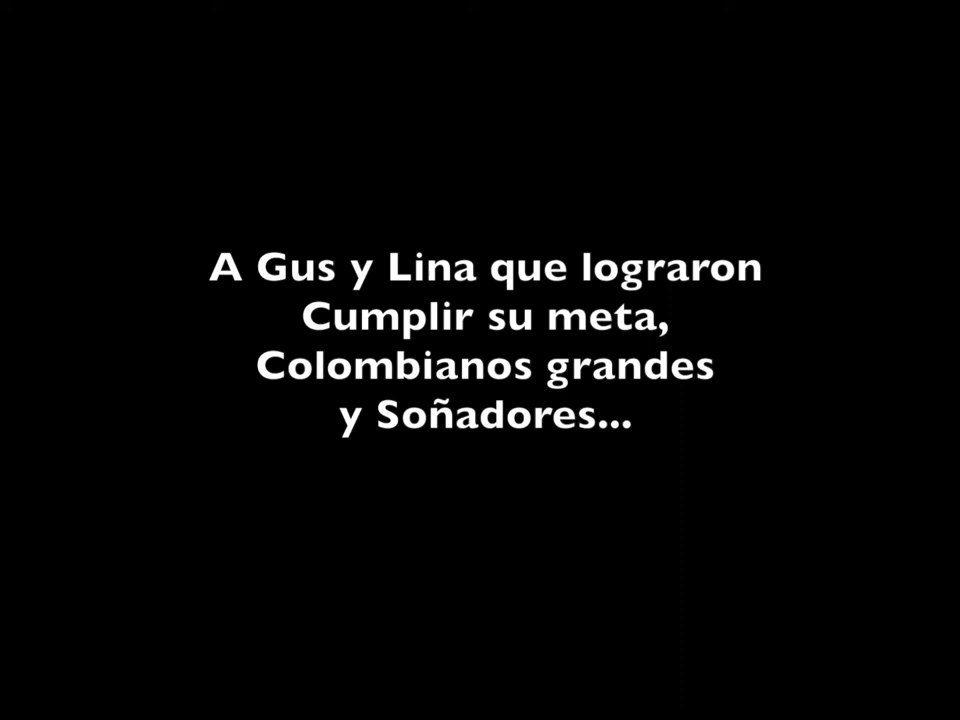 A Gus y Lina que lograron
Cumplir su meta,
Colombianos grandes
y Soñadores...